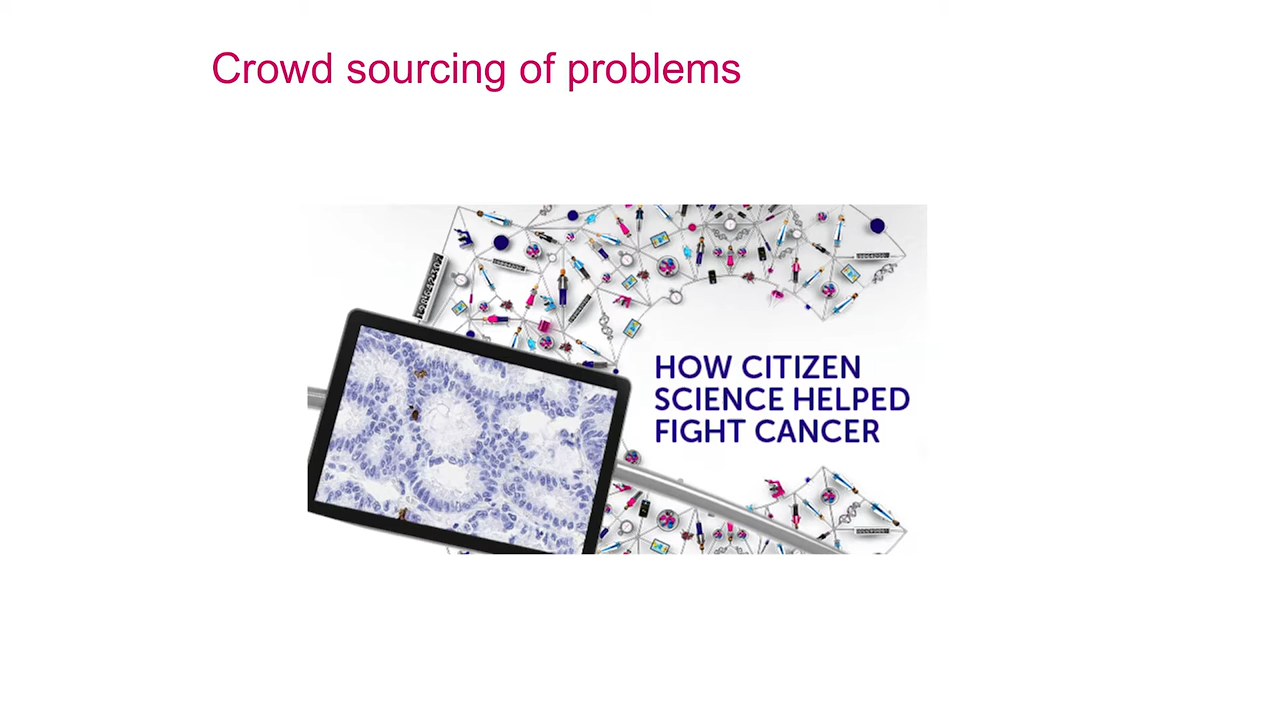 Crowd sourcing of problems
HOW CITIZEN
SCIENCE HELPED
FIGHT CANCER